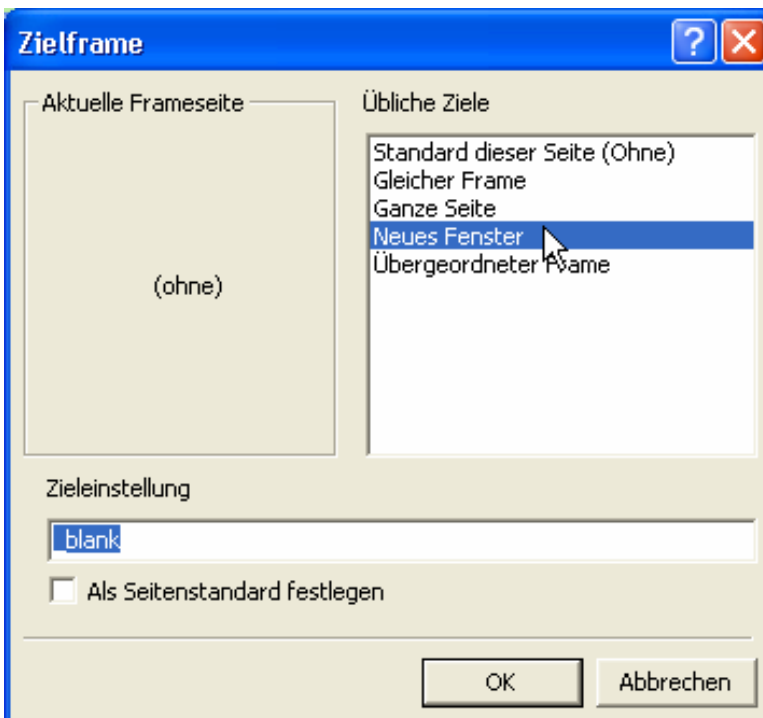 Zielframe
Aktuelle Frameseite
(ohne)
Übliche Ziele
Standard dieser Seite (Ohne)
Gleicher Frame
Ganze Seite
Neues Fenster
Übergeordneter Frame
Zieleinstellung
_blank
Als Seitenstandard festlegen
OK
Abbrechen